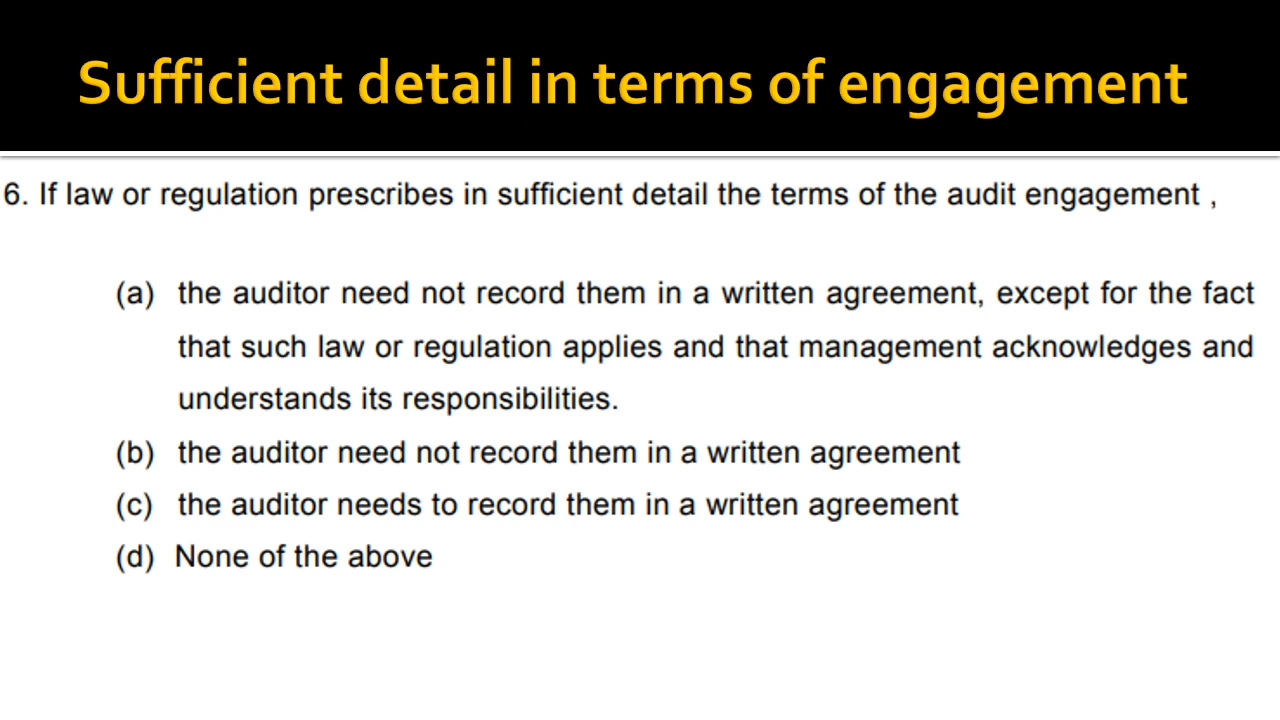 Sufficient detail in terms of engagement
6. If law or regulation prescribes in sufficient detail the terms of the audit engagement ,
(a) the auditor need not record them in a written agreement, except for the fact
that such law or regulation applies and that management acknowledges and
understands its responsibilities.
(b) the auditor need not record them in a written agreement
(c) the auditor needs to record them in a written agreement
(d) None of the above